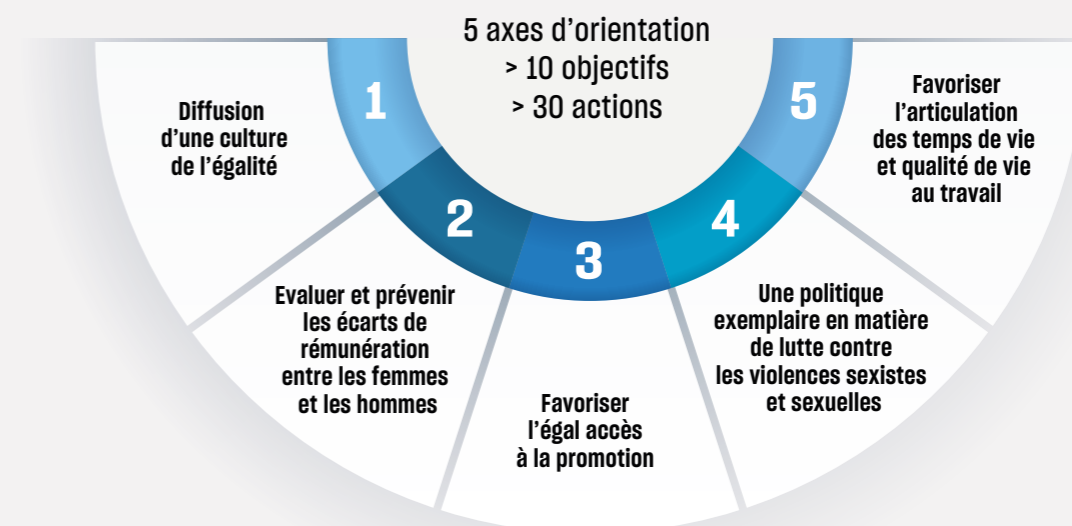 5 axes d’orientation
> 10 objectifs
> 30 actions
1
Diffusion
d’une culture
de l’égalité
2
Evaluer et prévenir
les écarts de
rémunération
entre les femmes
et les hommes
3
Favoriser
l’égal accès
à la promotion
4
Une politique
exemplaire en matière
de lutte contre
les violences sexistes
et sexuelles
5
Favoriser
l’articulation
des temps de vie
et qualité de vie
au travail